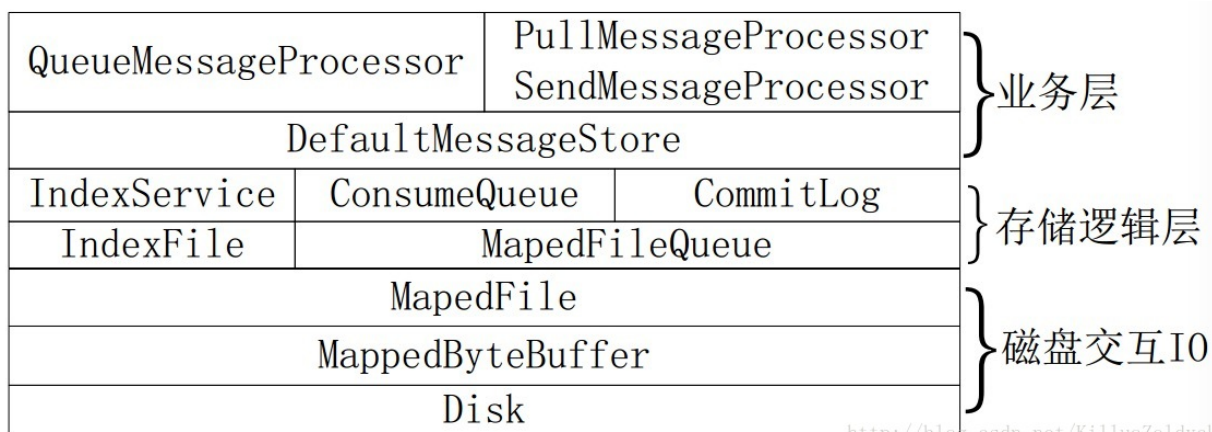 QueueMessageProcessor
PullMessageProcessor
SendMessageProcessor
业务层
DefaultMessageStore
IndexService
ConsumeQueue
CommitLog
存储逻辑层
IndexFile
MapedFileQueue
MapedFile
MappedByteBuffer
磁盘交互IO
Disk